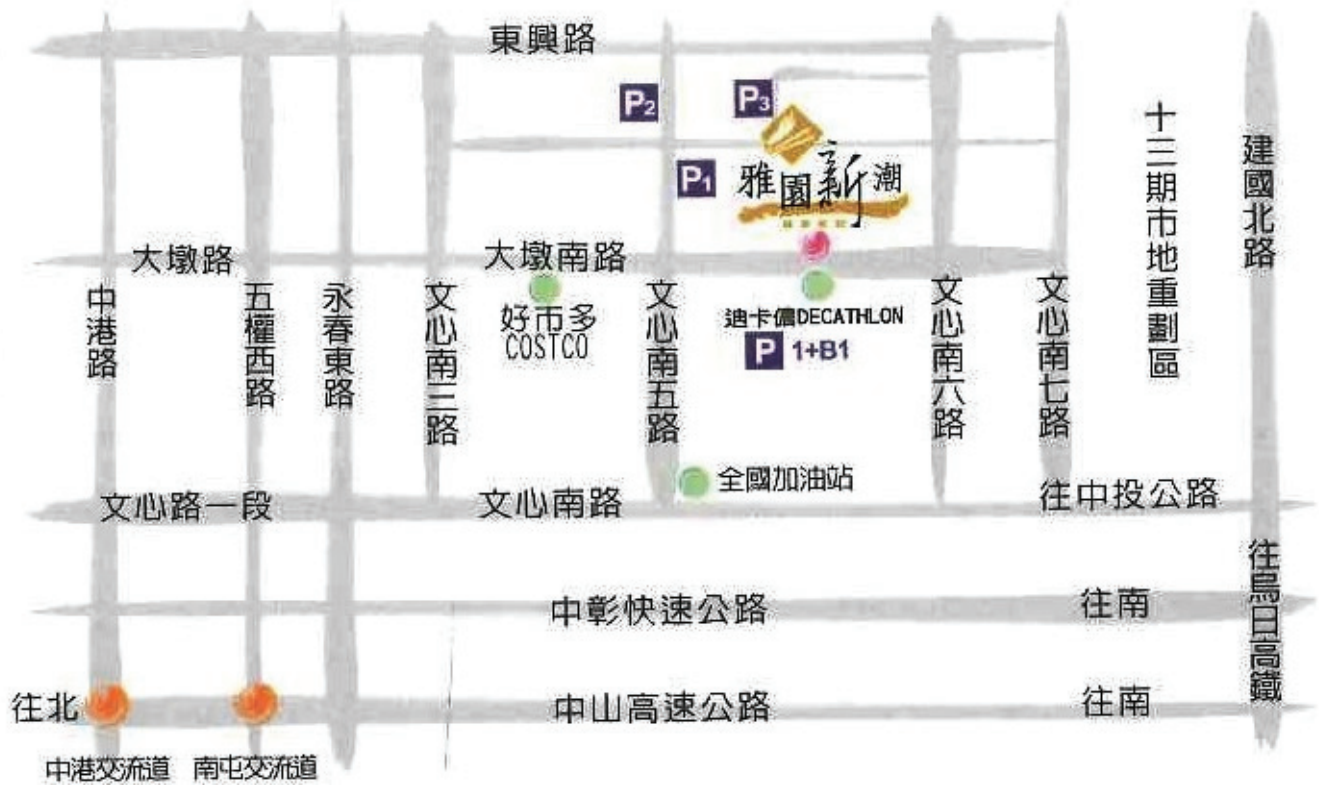 東興路
P2
P3
P1
雅園新潮
十三期市地重劃區
建國北路
大墩路
大墩南路
中港路
五權西路
永春東路
文心南三路
好市多
COSTCO
文心南五路
迪卡儂DECATHLON
P 1+B1
文心南六路
文心南七路
全國加油站
文心路一段
文心南路
往中投公路
中彰快速公路
往南
往烏日高鐵
往北
中山高速公路
往南
中港交流道
南屯交流道